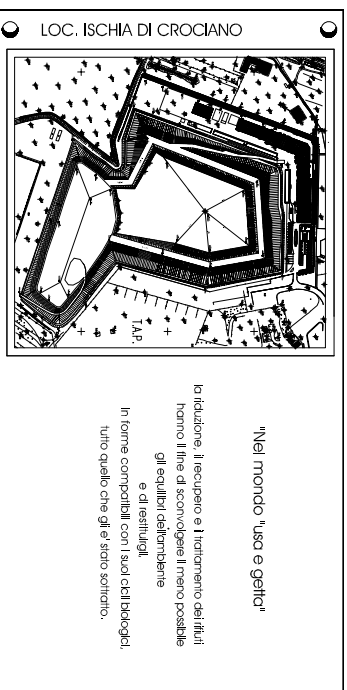 LOC. ISCHIA DI CROCIANO
T.A.P.
"Nel mondo "usa e getta"
la riduzione, il recupero e il trattamento dei rifiuti
hanno il fine di sconvolgere il meno possibile
gli equilibri dell'ambiente
e di restituirgli,
in forme compatibili con i suoi cicli biologici,
tutto quello che gli e' stato sottratto.